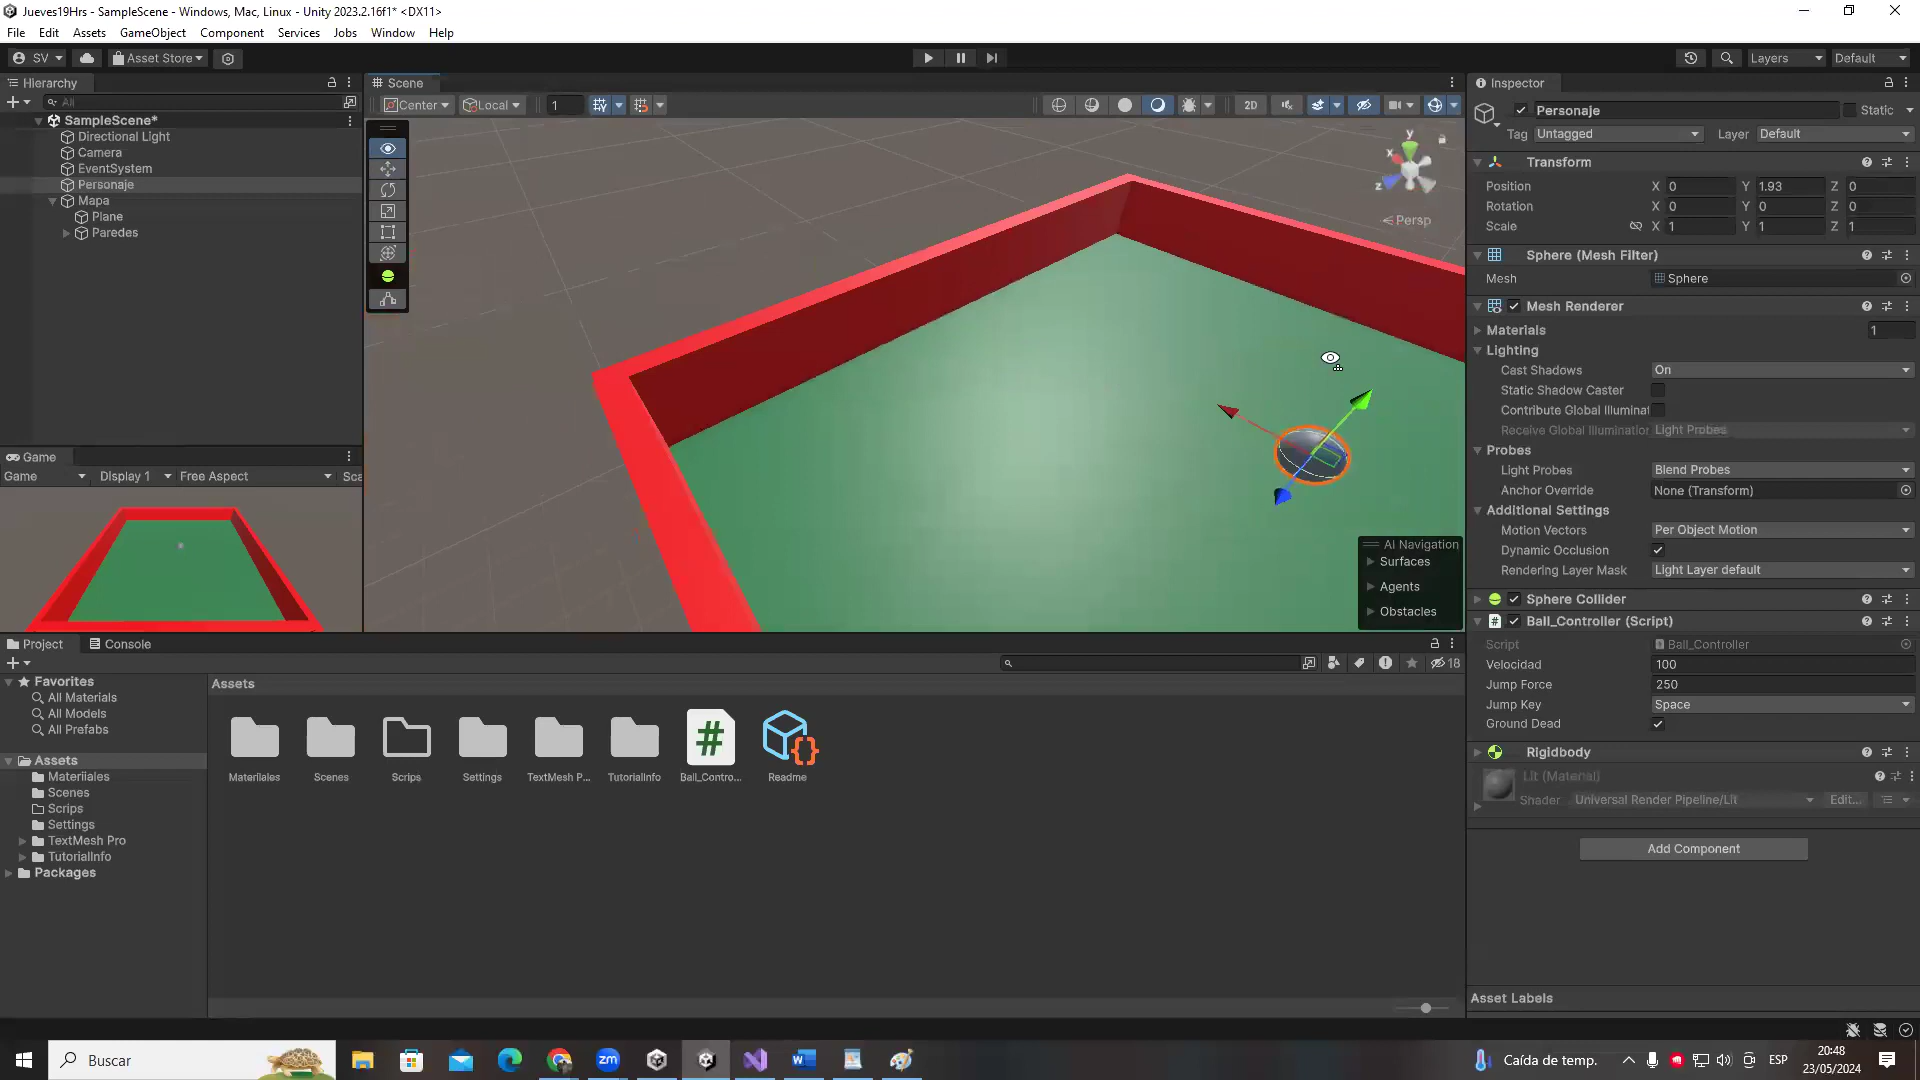 Jueves19Hrs - SampleScene - Windows, Mac, Linux - Unity 2023.2.16f1* <DX11>
File Edit Assets GameObject Component Services Jobs Window Help
SV Asset Store Layers Default
Hierarchy
All
SampleScene*
Directional Light
Camera
EventSystem
Personaje
Mapa
Plane
Paredes
Scene
Center Local 1 2D
y
x
z
Persp
AI Navigation
Surfaces
Agents
Obstacles
Game
Game Display 1 Free Aspect Sca
Inspector
Personaje Static
Tag Untagged Layer Default
Transform
Position X 0 Y 1.93 Z 0
Rotation X 0 Y 0 Z 0
Scale X 1 Y 1 Z 1
Sphere (Mesh Filter)
Mesh Sphere
Mesh Renderer
Materials 1
Lighting
Cast Shadows On
Static Shadow Caster
Contribute Global Illuminat
Receive Global Illumination Light Probes
Probes
Light Probes Blend Probes
Anchor Override None (Transform)
Additional Settings
Motion Vectors Per Object Motion
Dynamic Occlusion
Rendering Layer Mask Light Layer default
Sphere Collider
# Ball_Controller (Script)
Script Ball_Controller
Velocidad 100
Jump Force 250
Jump Key Space
Ground Dead
Rigidbody
Lit (Material)
Shader Universal Render Pipeline/Lit Edit...
Add Component
Asset Labels
Project Console
18
Favorites
All Materials
All Models
All Prefabs
Assets
Materiales
Scenes
Scrips
Settings
TextMesh Pro
TutorialInfo
Packages
Assets
#
Materiales Scenes Scrips Settings TextMesh P... TutorialInfo Ball_Contro... Readme
Buscar
zm
W
Caída de temp.
ESP
20:48
23/05/2024